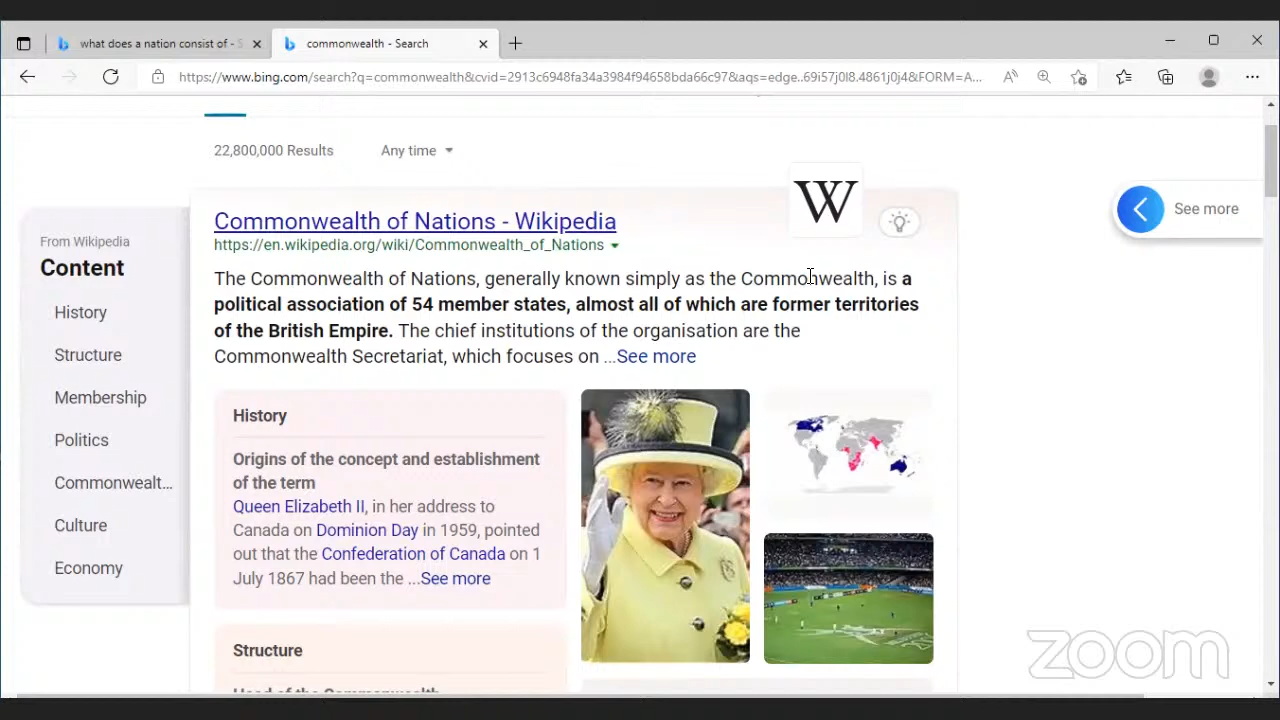 what does a nation consist of - S
commonwealth - Search
https://www.bing.com/search?q=commonwealth&cvid=2913c6948fa34a3984f94658bda66c97&aqs=edge..69i57j0l8.4861j0j4&FORM=A...
22,800,000 Results
Any time
W
Commonwealth of Nations - Wikipedia
https://en.wikipedia.org/wiki/Commonwealth_of_Nations
The Commonwealth of Nations, generally known simply as the Commonwealth, is a
political association of 54 member states, almost all of which are former territories
of the British Empire. The chief institutions of the organisation are the
Commonwealth Secretariat, which focuses on ...See more
See more
From Wikipedia
Content
History
Structure
Membership
Politics
Commonwealt...
Culture
Economy
History
Origins of the concept and establishment
of the term
Queen Elizabeth II, in her address to
Canada on Dominion Day in 1959, pointed
out that the Confederation of Canada on 1
July 1867 had been the ...See more
Structure
Head of the Commonwealth
zoom